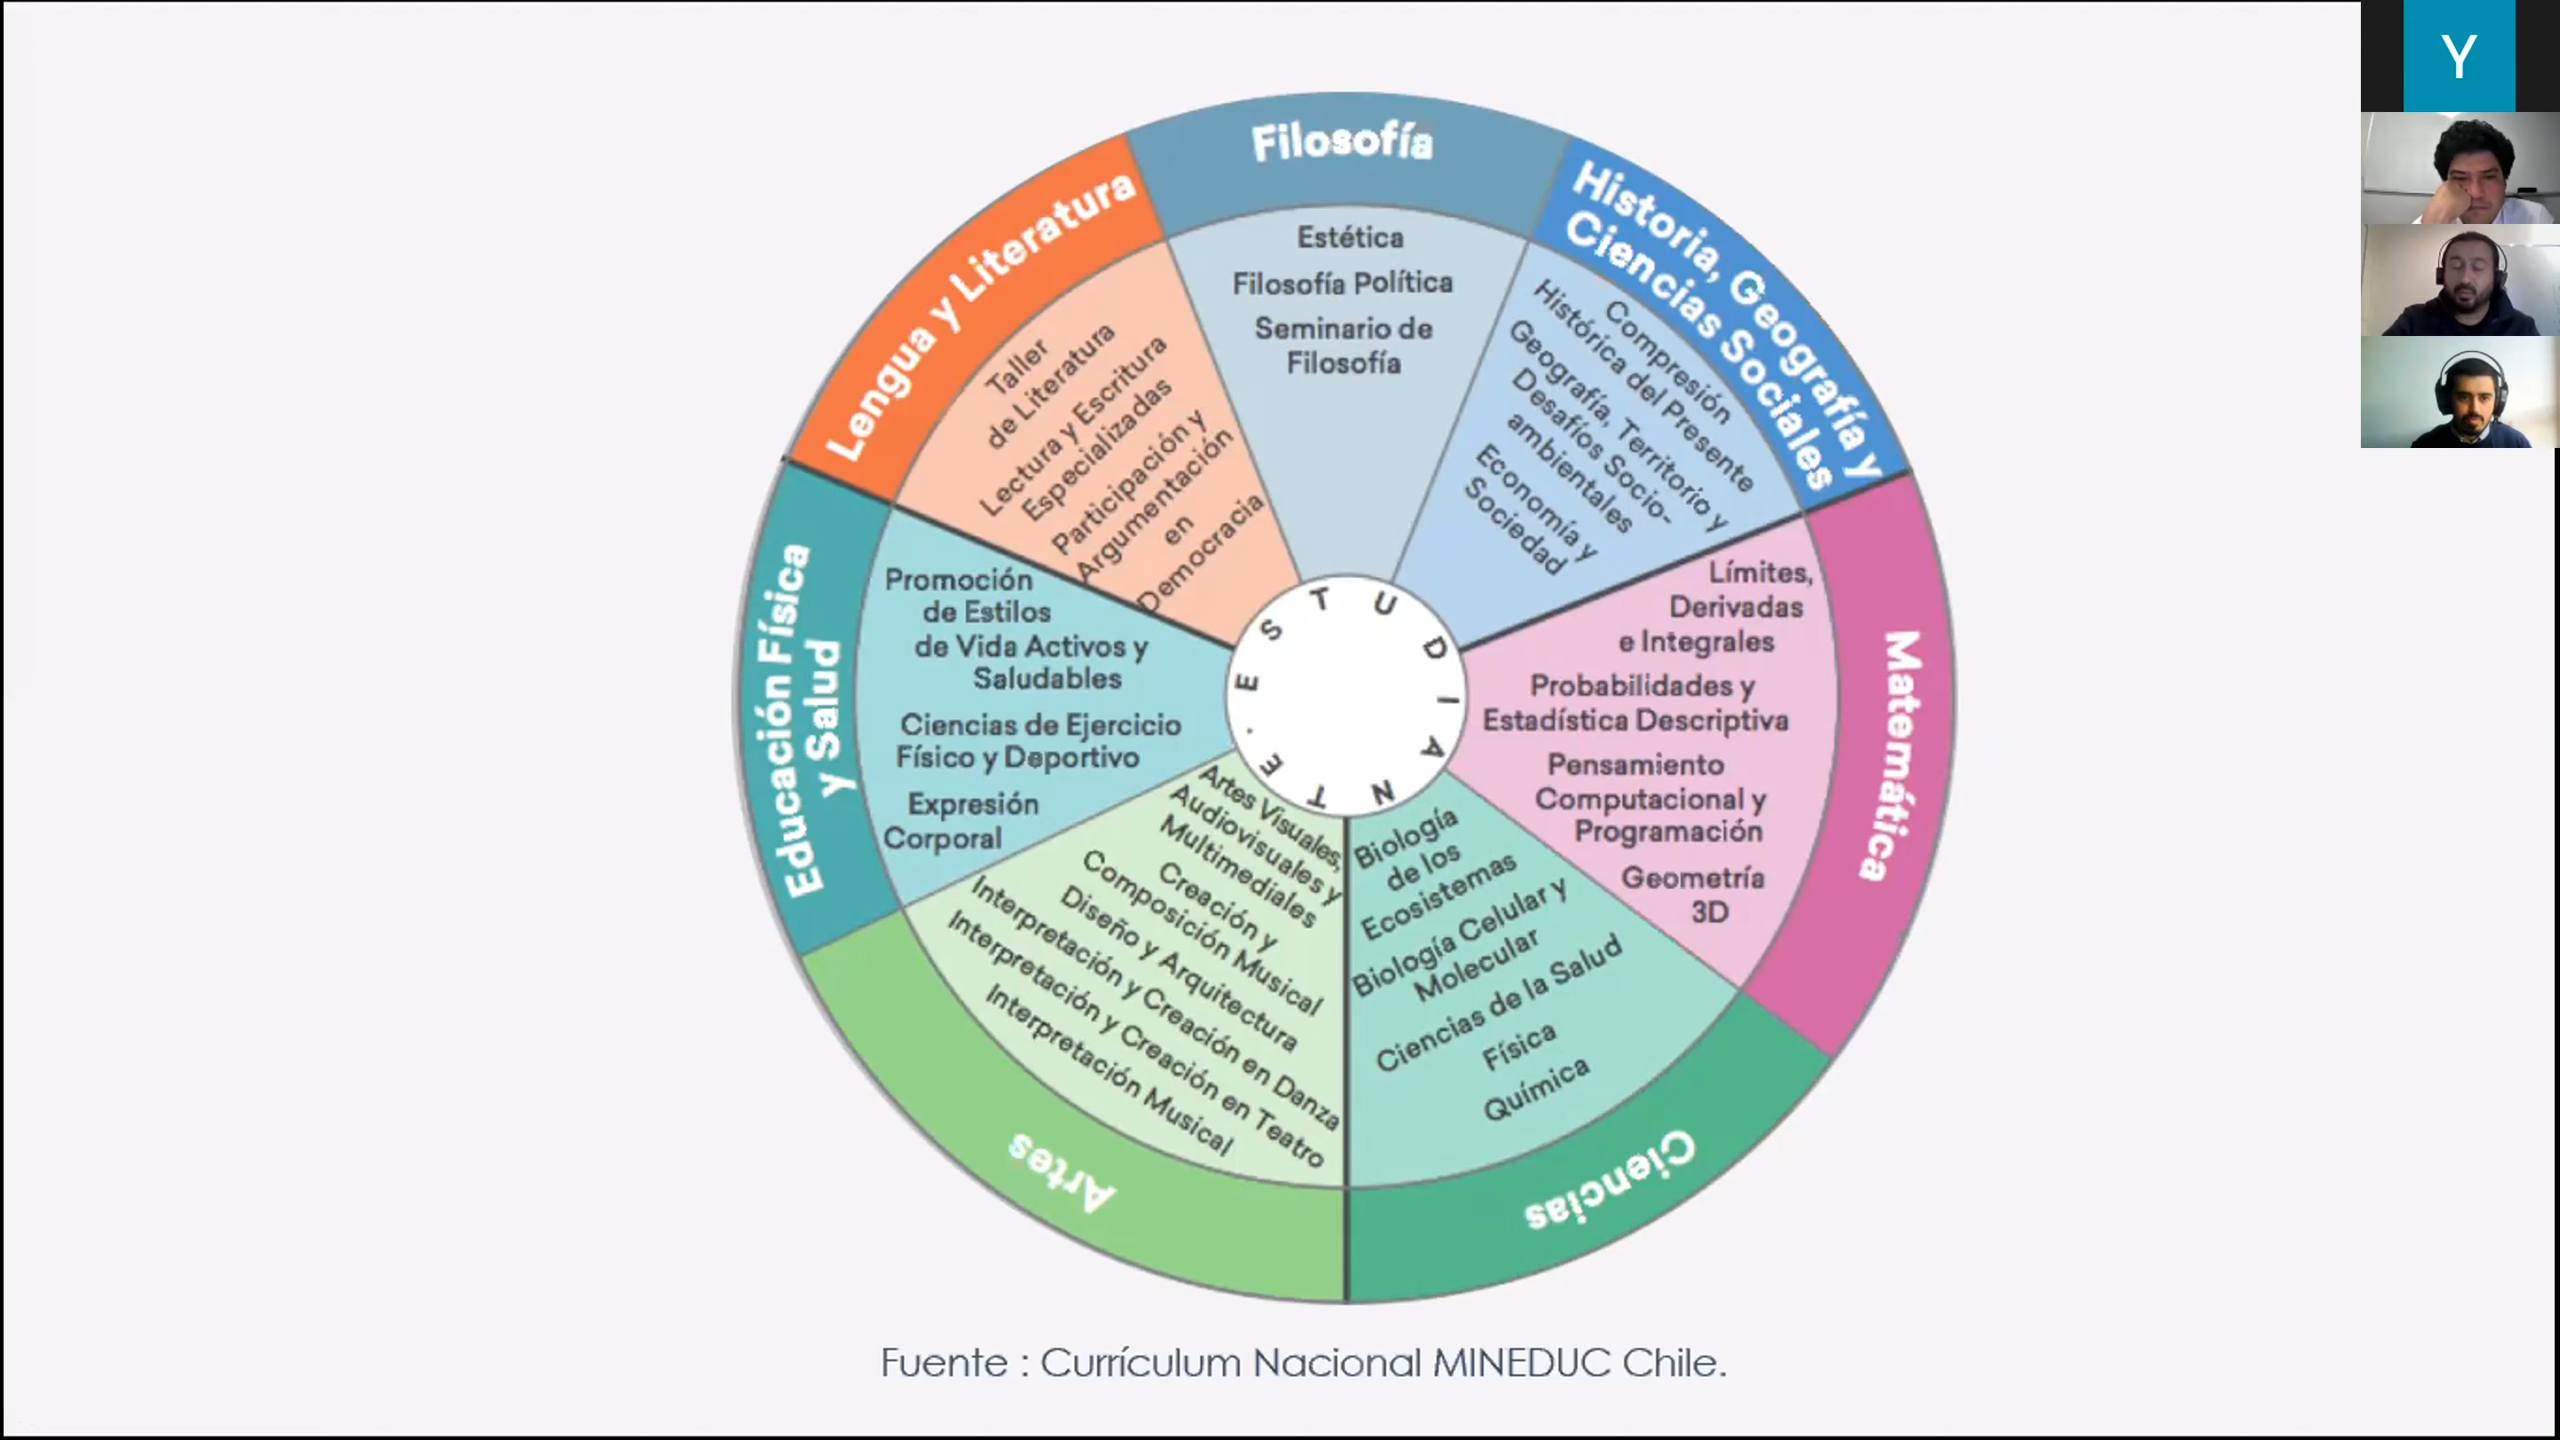 Y
Filosofía
Estética
Filosofía Política
Seminario de
Filosofía
Historia, Geografía y
Ciencias Sociales
Compresión
Histórica del Presente
Geografía, Territorio y
Desafíos Socio-
ambientales
Economía y
Sociedad
Matemática
Límites,
Derivadas
e Integrales
Probabilidades y
Estadística Descriptiva
Pensamiento
Computacional y
Programación
Geometría
3D
Ciencias
Biología
de los
Ecosistemas
Biología Celular y
Molecular
Ciencias de la Salud
Física
Química
Artes
Artes Visuales,
Audiovisuales y
Multimediales
Creación y
Composición Musical
Diseño y Arquitectura
Interpretación y Creación en Danza
Interpretación y Creación en Teatro
Interpretación Musical
Educación Física
y Salud
Promoción
de Estilos
de Vida Activos y
Saludables
Ciencias de Ejercicio
Físico y Deportivo
Expresión
Corporal
Lengua y Literatura
Taller
de Literatura
Lectura y Escritura
Especializadas
Participación y
Argumentación
en
Democracia
ESTUDIANTE.
Fuente : Currículum Nacional MINEDUC Chile.